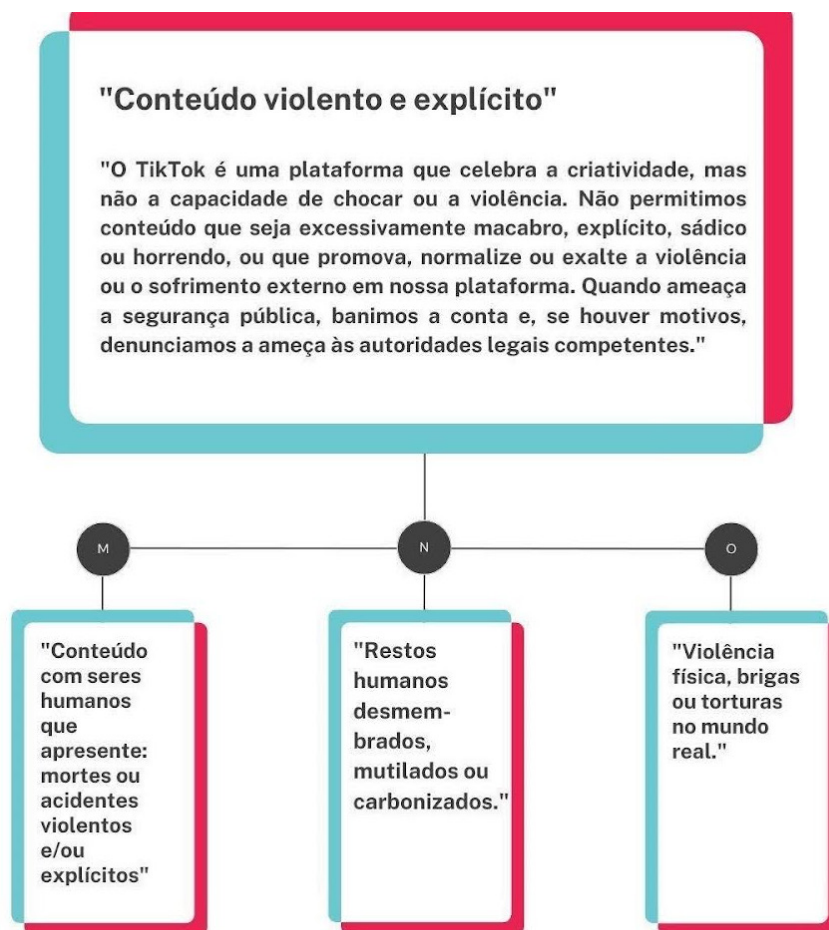 "Conteúdo violento e explícito"
"O TikTok é uma plataforma que celebra a criatividade, mas
não a capacidade de chocar ou a violência. Não permitimos
conteúdo que seja excessivamente macabro, explícito, sádico
ou horrendo, ou que promova, normalize ou exalte a violência
ou o sofrimento externo em nossa plataforma. Quando ameaça
a segurança pública, banimos a conta e, se houver motivos,
denunciamos a ameça às autoridades legais competentes."
M
"Conteúdo
com seres
humanos
que
apresente:
mortes ou
acidentes
violentos
e/ou
explícitos"
N
"Restos
humanos
desmem-
brados,
mutilados ou
carbonizados."
O
"Violência
física, brigas
ou torturas
no mundo
real."